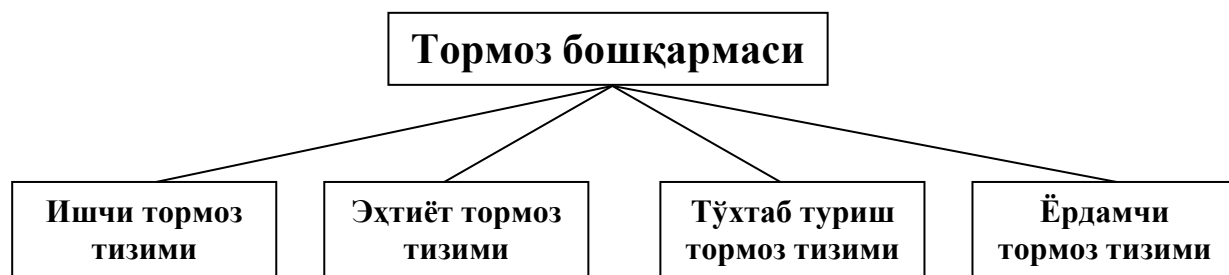 Тормоз бошқармаси
Ишчи тормоз
тизими
Эҳтиёт тормоз
тизими
Тўхтаб туриш
тормоз тизими
Ёрдамчи
тормоз тизими